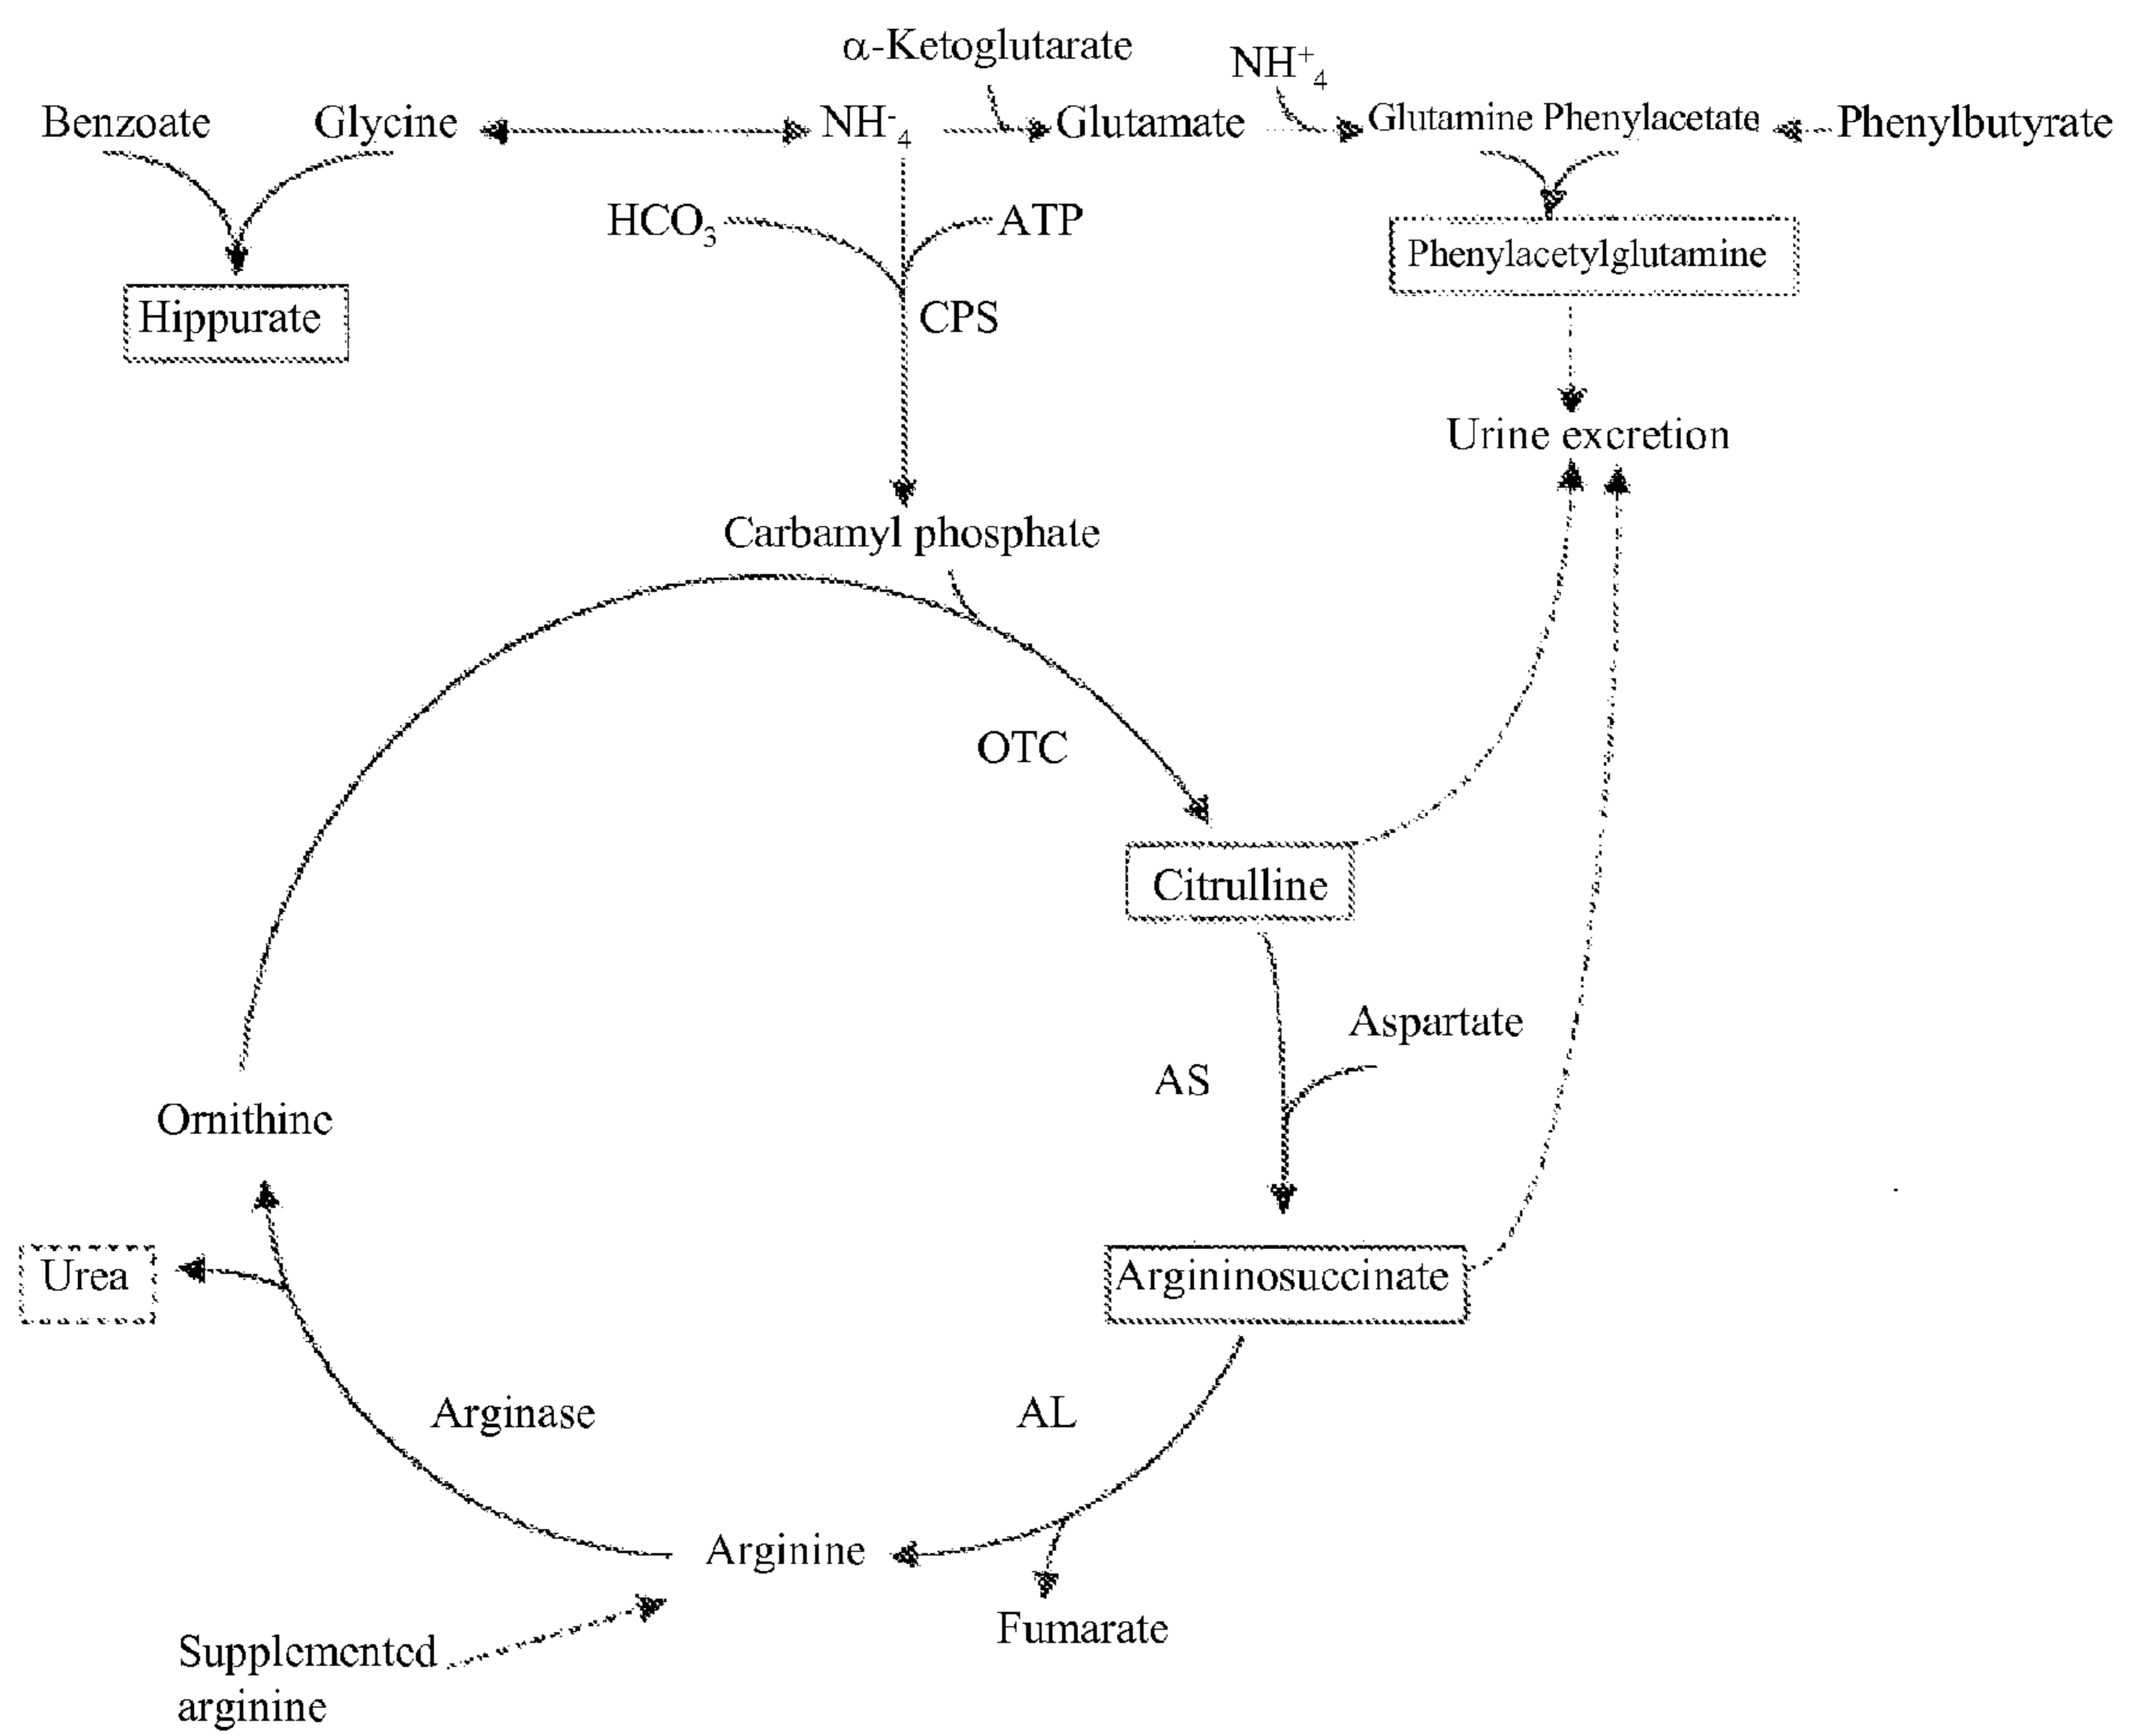 α-Ketoglutarate
NH⁺₄
Benzoate
Glycine
NH⁻₄
Glutamate
Glutamine Phenylacetate
Phenylbutyrate
HCO₃
ATP
Phenylacetylglutamine
Hippurate
CPS
Urine excretion
Carbamyl phosphate
OTC
Citrulline
Aspartate
AS
Ornithine
Urea
Argininosuccinate
Arginase
AL
Arginine
Fumarate
Supplemented
arginine